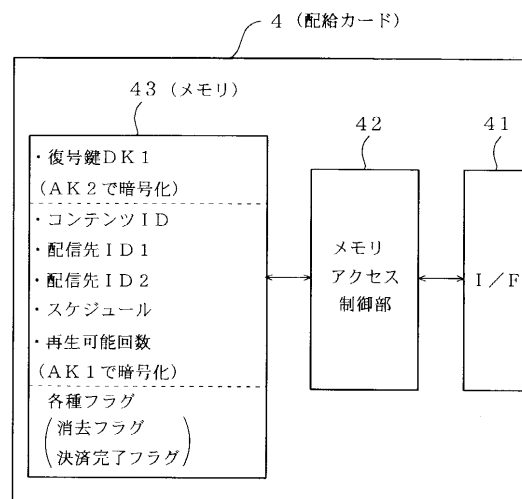 4（配給カード）
43（メモリ）
・復号鍵DK1
（AK2で暗号化）
・コンテンツID
・配信先ID1
・配信先ID2
・スケジュール
・再生可能回数
（AK1で暗号化）
各種フラグ
（消去フラグ
決済完了フラグ）
42
メモリ
アクセス
制御部
41
I／F